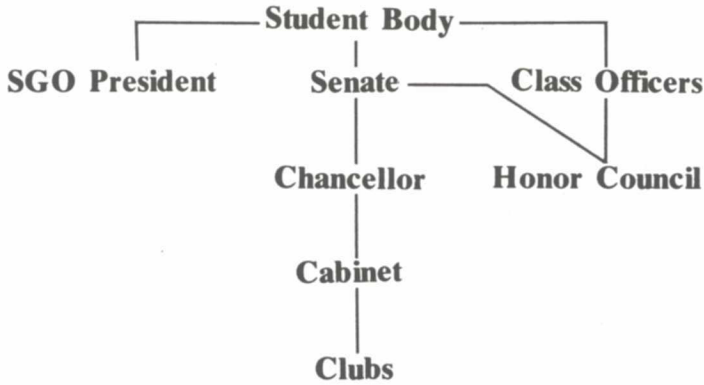 Student Body
SGO President Senate Class Officers
Chancellor Honor Council
Cabinet
Clubs